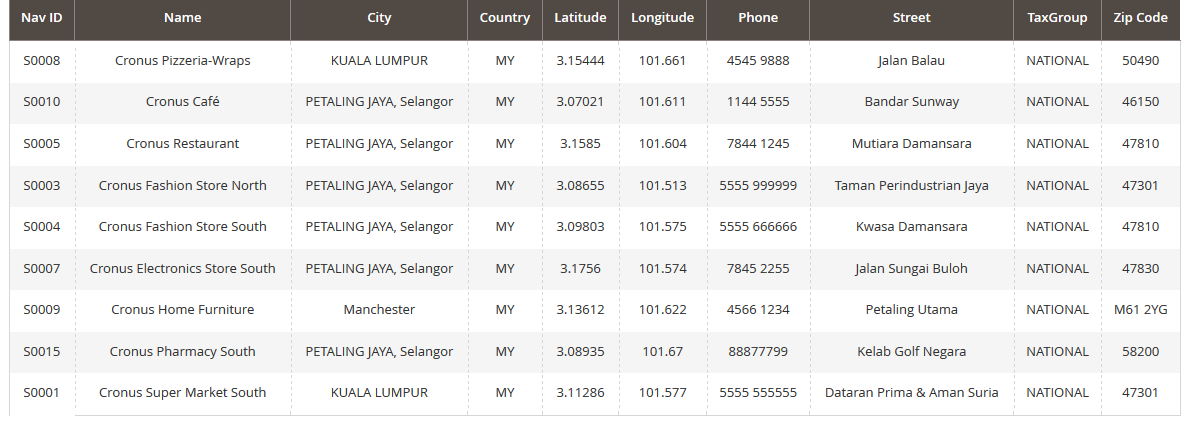 Nav ID Name City Country Latitude Longitude Phone Street TaxGroup Zip Code
S0008 Cronus Pizzeria-Wraps KUALA LUMPUR MY 3.15444 101.661 4545 9888 Jalan Balau NATIONAL 50490
S0010 Cronus Café PETALING JAYA, Selangor MY 3.07021 101.611 1144 5555 Bandar Sunway NATIONAL 46150
S0005 Cronus Restaurant PETALING JAYA, Selangor MY 3.1585 101.604 7844 1245 Mutiara Damansara NATIONAL 47810
S0003 Cronus Fashion Store North PETALING JAYA, Selangor MY 3.08655 101.513 5555 999999 Taman Perindustrian Jaya NATIONAL 47301
S0004 Cronus Fashion Store South PETALING JAYA, Selangor MY 3.09803 101.575 5555 666666 Kwasa Damansara NATIONAL 47810
S0007 Cronus Electronics Store South PETALING JAYA, Selangor MY 3.1756 101.574 7845 2255 Jalan Sungai Buloh NATIONAL 47830
S0009 Cronus Home Furniture Manchester MY 3.13612 101.622 4566 1234 Petaling Utama NATIONAL M61 2YG
S0015 Cronus Pharmacy South PETALING JAYA, Selangor MY 3.08935 101.67 88877799 Kelab Golf Negara NATIONAL 58200
S0001 Cronus Super Market South KUALA LUMPUR MY 3.11286 101.577 5555 555555 Dataran Prima & Aman Suria NATIONAL 47301